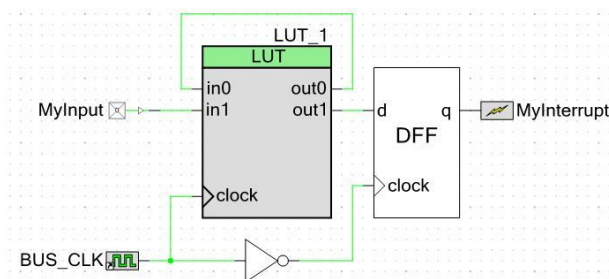 LUT_1
LUT
in0 out0
MyInput in1 out1 d q MyInterrupt
DFF
clock clock
BUS_CLK